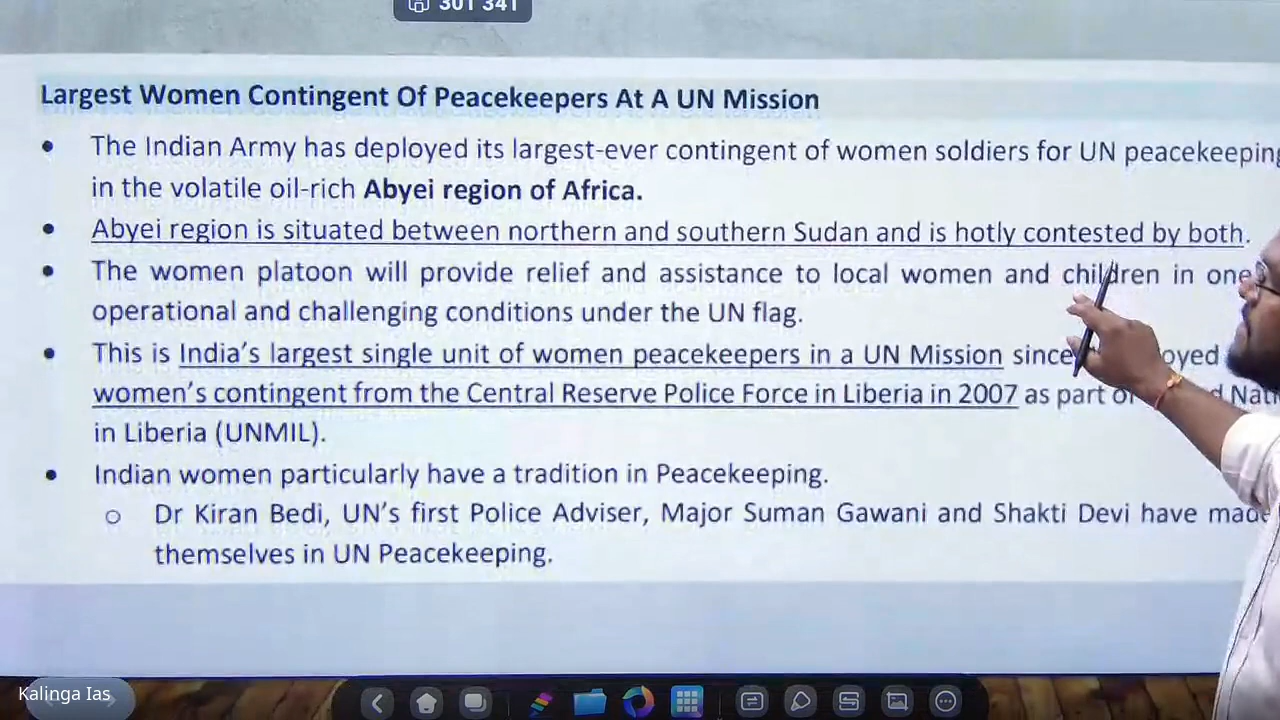 301 341
Largest Women Contingent Of Peacekeepers At A UN Mission
• The Indian Army has deployed its largest-ever contingent of women soldiers for UN peacekeeping
in the volatile oil-rich Abyei region of Africa.
• Abyei region is situated between northern and southern Sudan and is hotly contested by both.
• The women platoon will provide relief and assistance to local women and children in one
operational and challenging conditions under the UN flag.
• This is India's largest single unit of women peacekeepers in a UN Mission since
women's contingent from the Central Reserve Police Force in Liberia in 2007 as part of
in Liberia (UNMIL).
• Indian women particularly have a tradition in Peacekeeping.
o Dr Kiran Bedi, UN's first Police Adviser, Major Suman Gawani and Shakti Devi have made
themselves in UN Peacekeeping.
Kalinga Ias